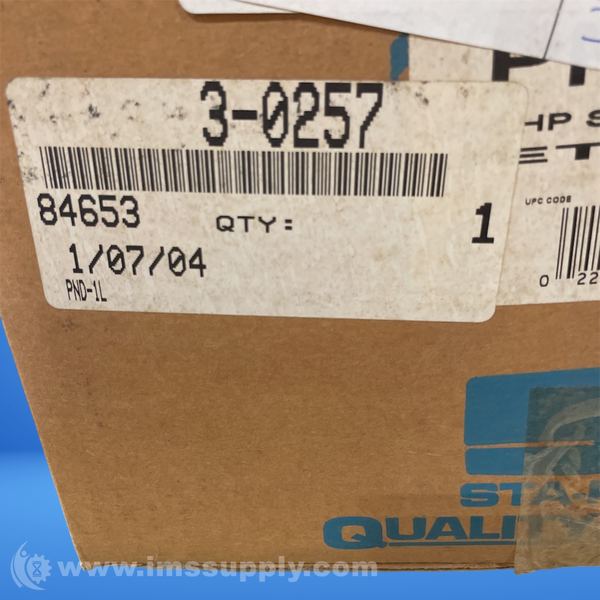 3-0257
84653 QTY: 1
1/07/04
PND-1L
HP S
UPC CODE
0 22
STA-
QUALITY
www.imssupply.com